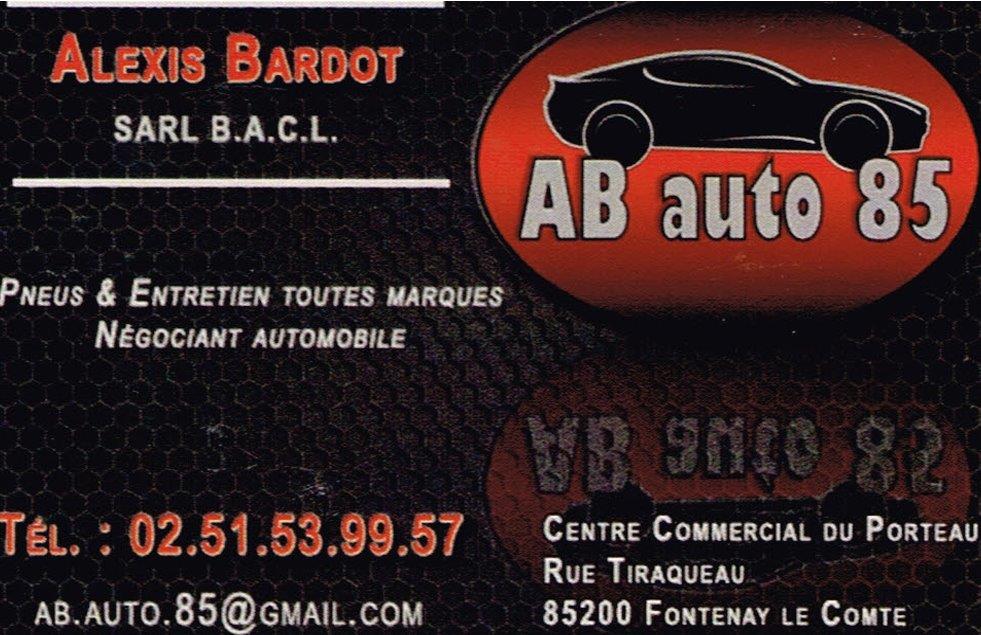 ALEXIS BARDOT
SARL B.A.C.L.
AB auto 85
PNEUS & ENTRETIEN TOUTES MARQUES
NÉGOCIANT AUTOMOBILE
AB auto 85
TÉL. : 02.51.53.99.57
AB.AUTO.85@GMAIL.COM
CENTRE COMMERCIAL DU PORTEAU
RUE TIRAQUEAU
85200 FONTENAY LE COMTE